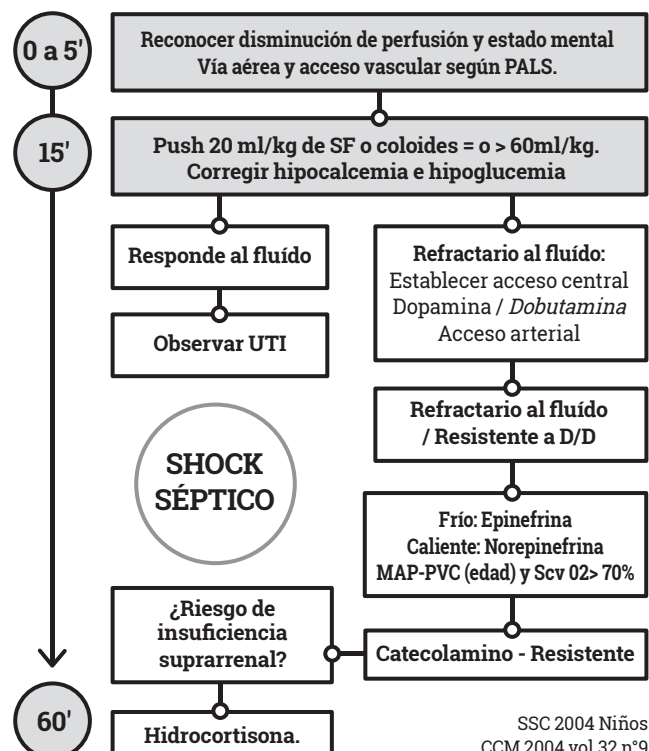 0 a 5'
Reconocer disminución de perfusión y estado mental
Vía aérea y acceso vascular según PALS.
15'
Push 20 ml/kg de SF o coloides = o > 60ml/kg.
Corregir hipocalcemia e hipoglucemia
Responde al fluído
Observar UTI
Refractario al fluído:
Establecer acceso central
Dopamina / Dobutamina
Acceso arterial
Refractario al fluído
/ Resistente a D/D
SHOCK
SÉPTICO
Frío: Epinefrina
Caliente: Norepinefrina
MAP-PVC (edad) y Scv 02> 70%
Catecolamino - Resistente
¿Riesgo de
insuficiencia
suprarrenal?
60'
Hidrocortisona.
SSC 2004 Niños
CCM 2004 vol 32 n°9